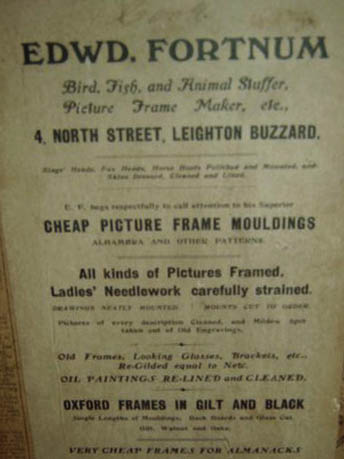 EDWD. FORTNUM
Bird, Fish, and Animal Stuffer,
Picture Frame Maker, etc.,
4, NORTH STREET, LEIGHTON BUZZARD.
Stags' Heads, Fox Heads, Horse Hoofs Polished and Mounted, and
Skins Dressed, Cleaned and Lined.
E. F. begs respectfully to call attention to his Superior
CHEAP PICTURE FRAME MOULDINGS
ALHAMBRA AND OTHER PATTERNS.
All kinds of Pictures Framed.
Ladies' Needlework carefully strained.
DRAWINGS NEATLY MOUNTED. MOUNTS CUT TO ORDER.
Pictures of every description Cleaned, and Mildew Spot
taken out of Old Engravings.
Old Frames, Looking Glasses, Brackets, etc.,
Re-Gilded equal to New.
OIL PAINTINGS RE-LINED and CLEANED.
OXFORD FRAMES IN GILT AND BLACK
Single Lengths of Mouldings, Back Boards and Glass Cut
Gilt, Walnut and Oaks.
VERY CHEAP FRAMES FOR ALMANACKS